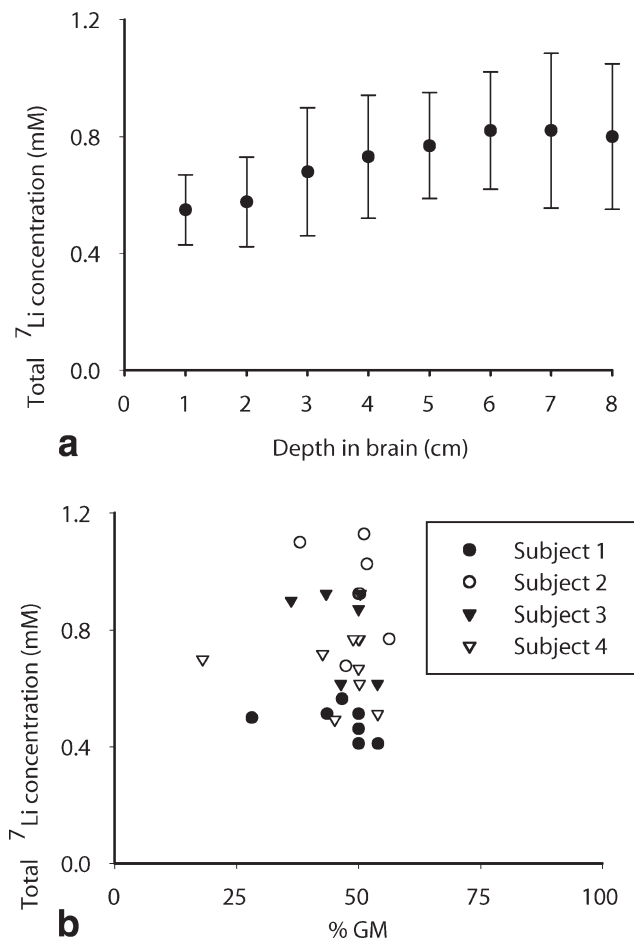 1.2
0.8
0.4
0.0
Total ⁷Li concentration (mM)
0 1 2 3 4 5 6 7 8
Depth in brain (cm)
a
1.2
0.8
0.4
0.0
Total ⁷Li concentration (mM)
Subject 1
Subject 2
Subject 3
Subject 4
0 25 50 75 100
% GM
b